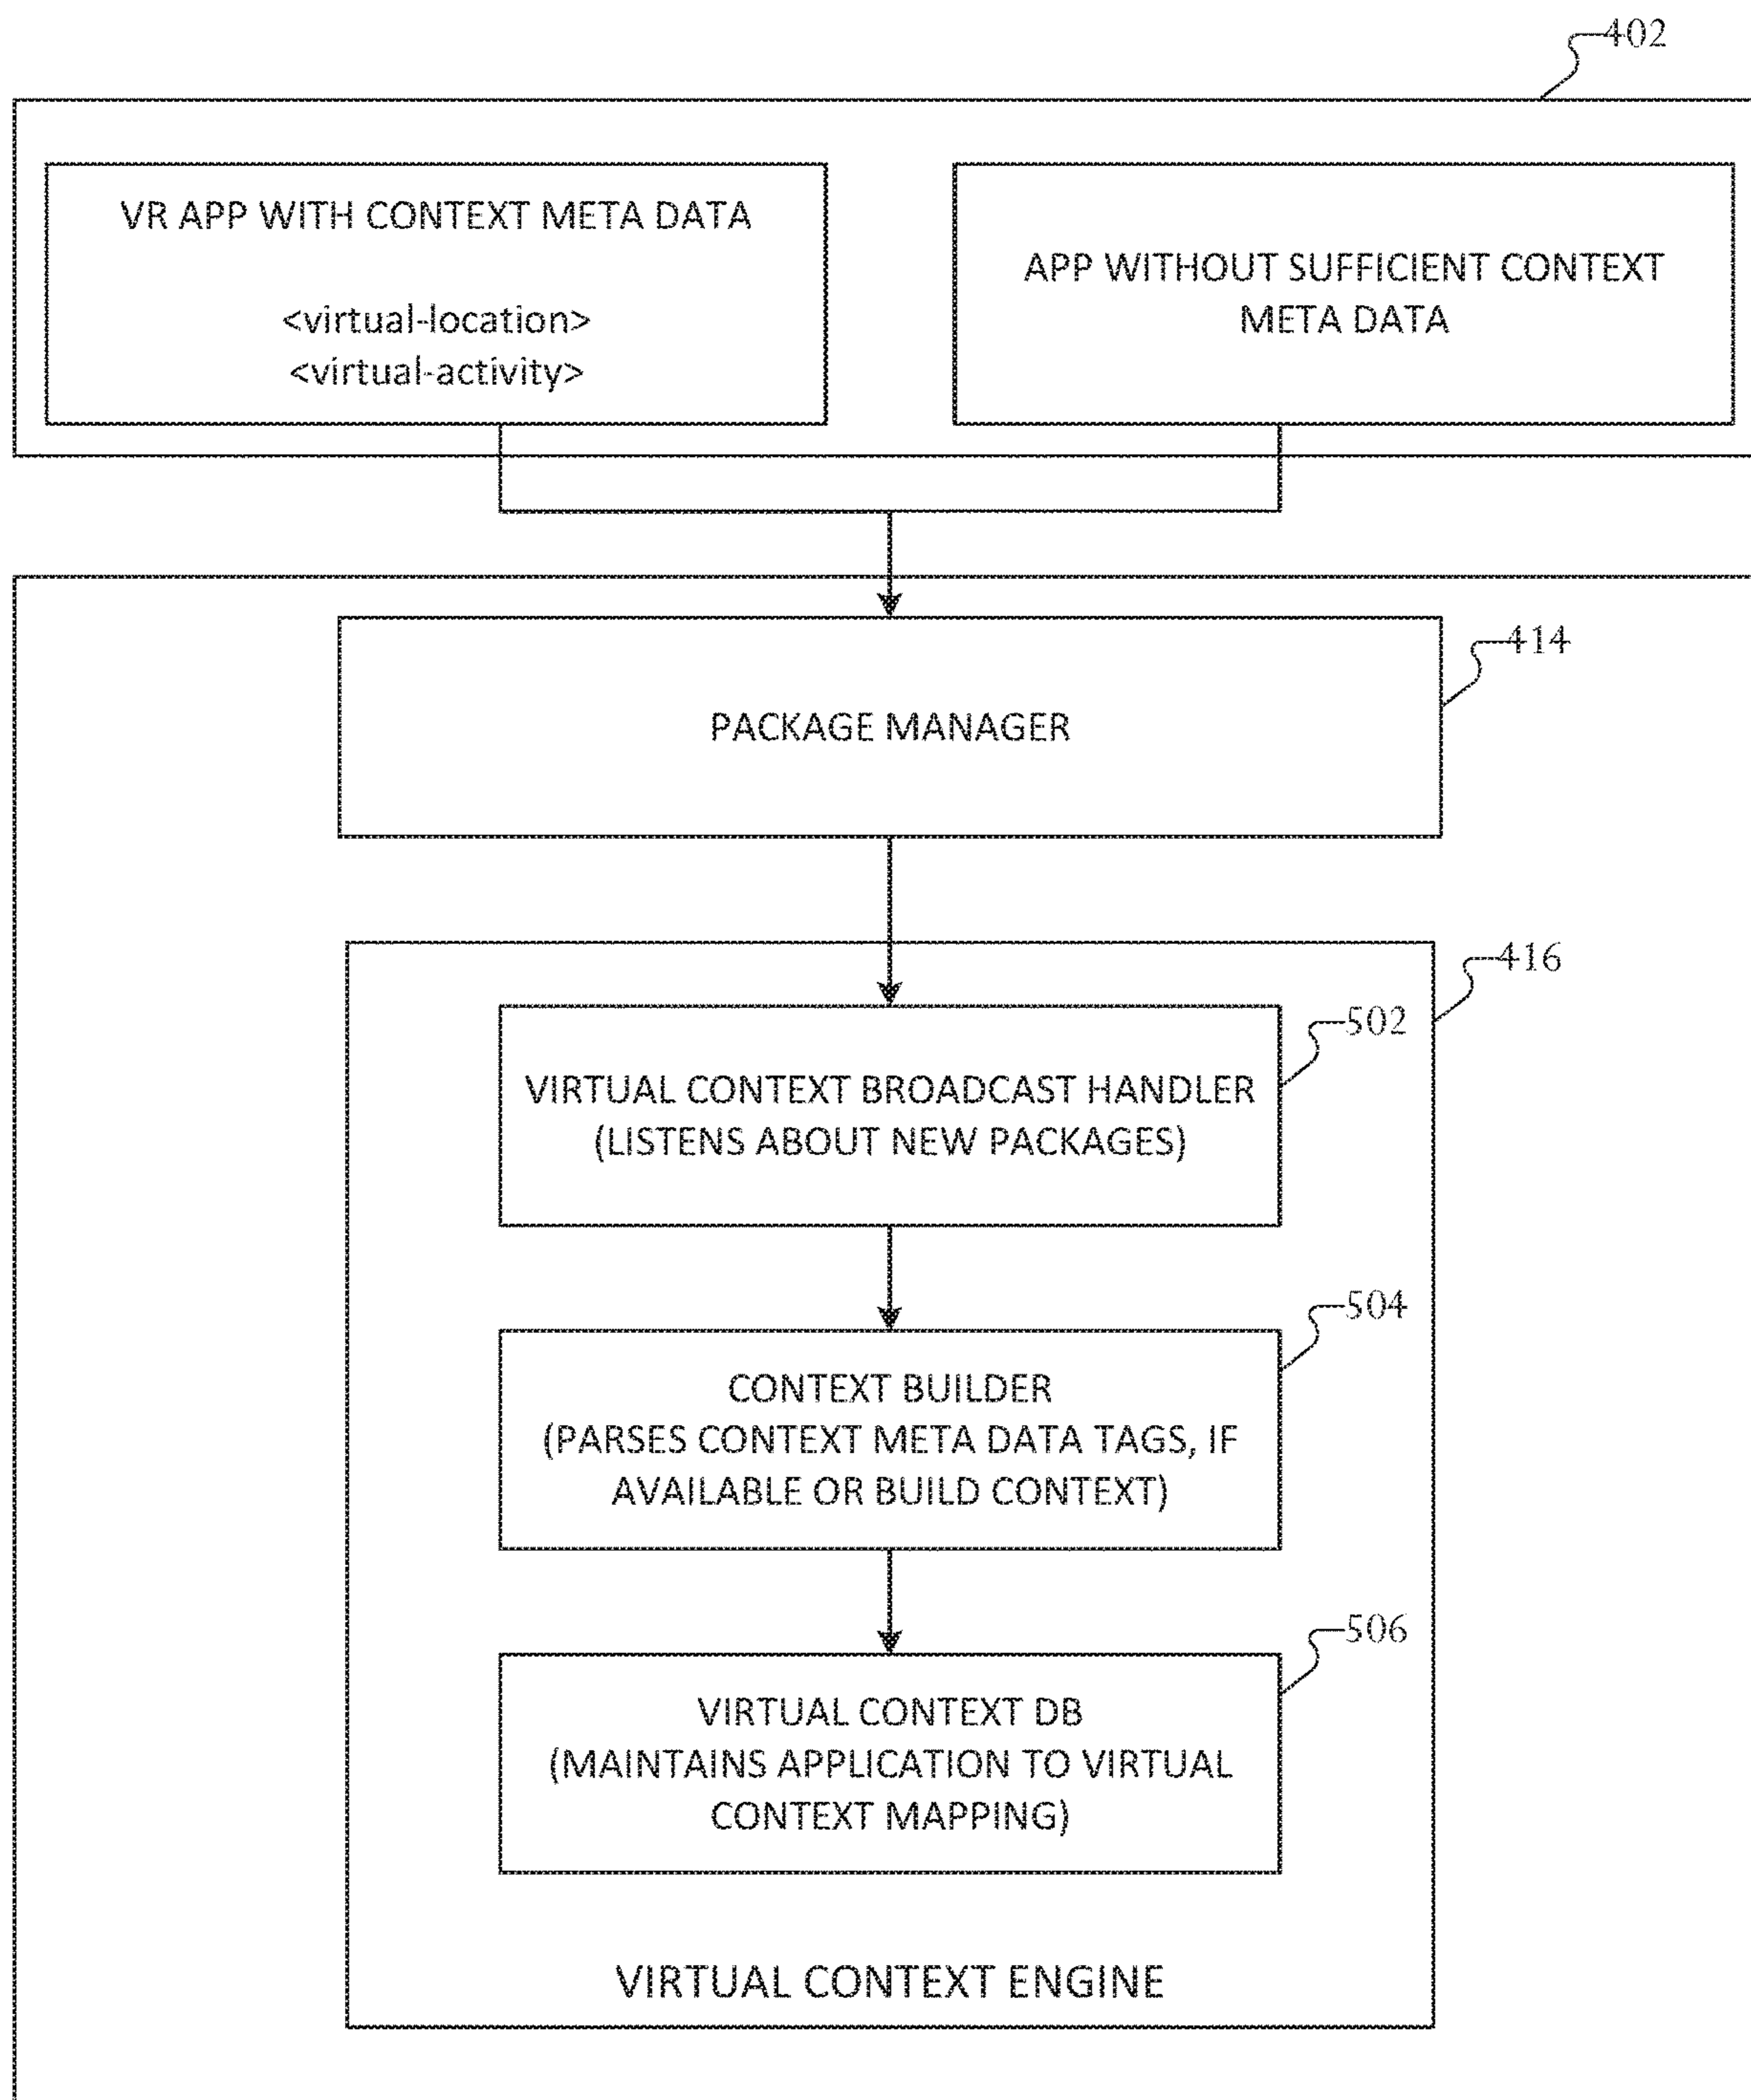 402
VR APP WITH CONTEXT META DATA
<virtual-location>
<virtual-activity>
APP WITHOUT SUFFICIENT CONTEXT
META DATA
414
PACKAGE MANAGER
416
502
VIRTUAL CONTEXT BROADCAST HANDLER
(LISTENS ABOUT NEW PACKAGES)
504
CONTEXT BUILDER
(PARSES CONTEXT META DATA TAGS, IF
AVAILABLE OR BUILD CONTEXT)
506
VIRTUAL CONTEXT DB
(MAINTAINS APPLICATION TO VIRTUAL
CONTEXT MAPPING)
VIRTUAL CONTEXT ENGINE